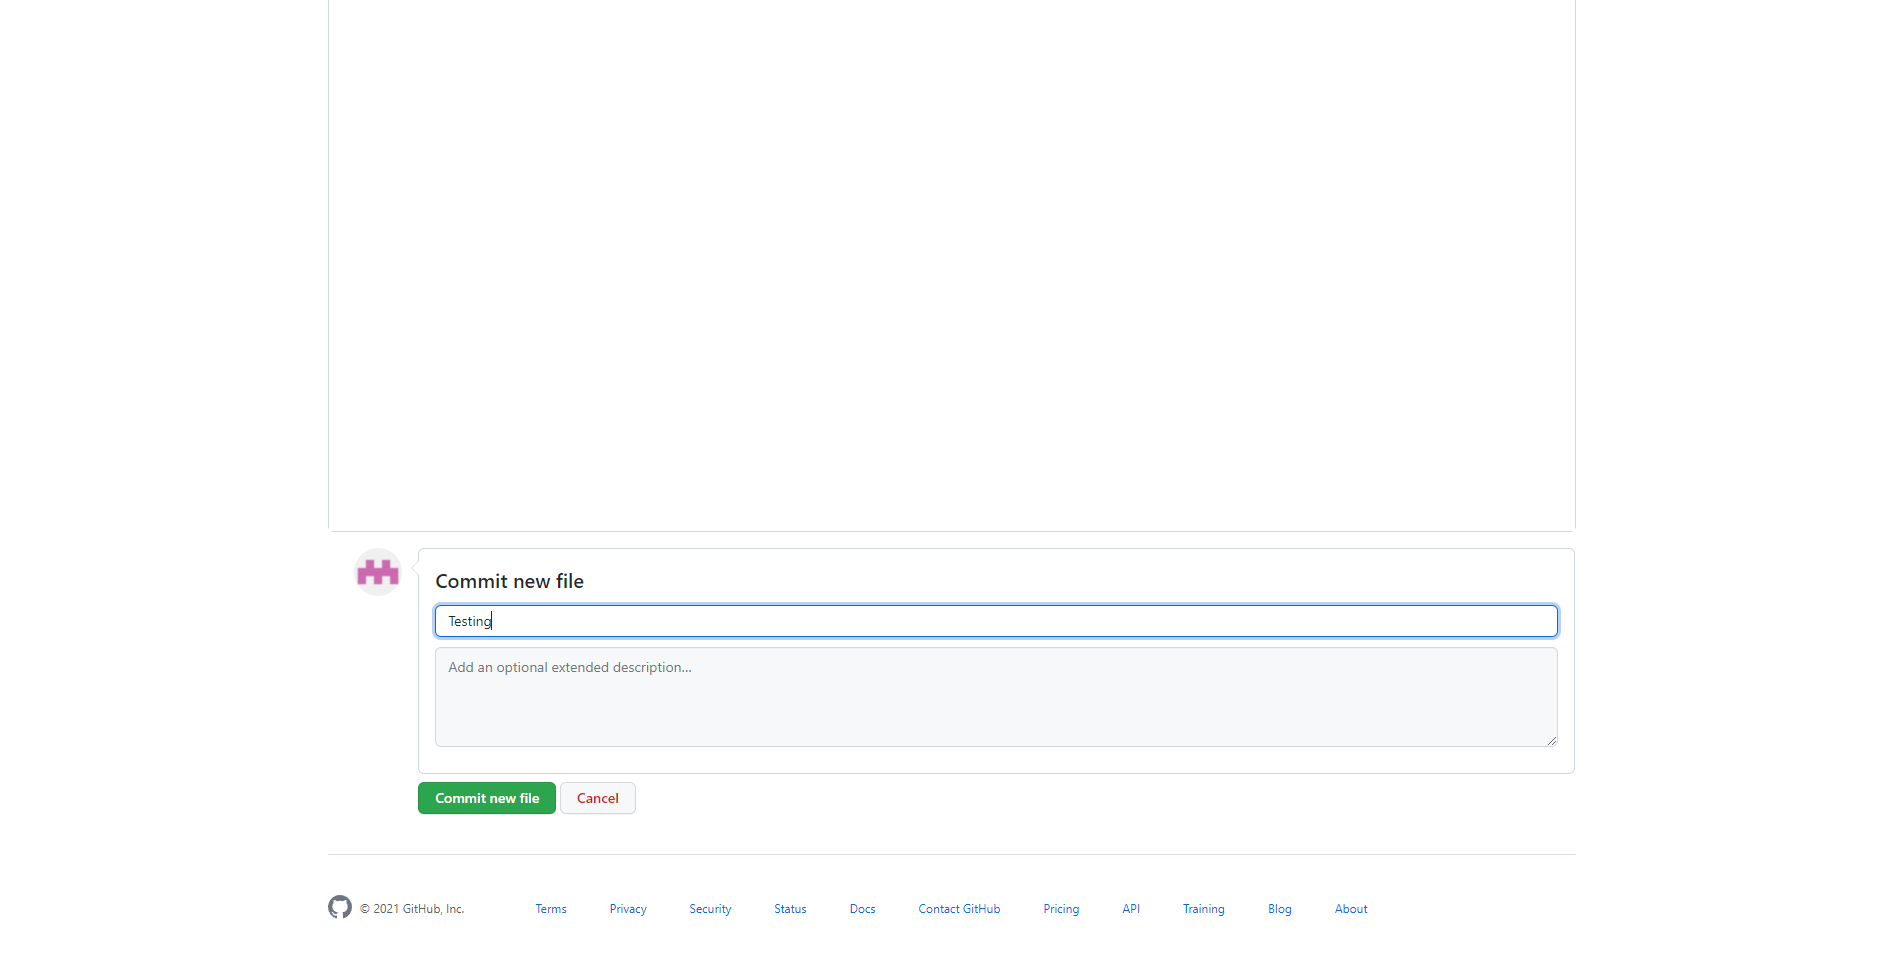 Commit new file
Testing
Add an optional extended description...
Commit new file Cancel
© 2021 GitHub, Inc. Terms Privacy Security Status Docs Contact GitHub Pricing API Training Blog About